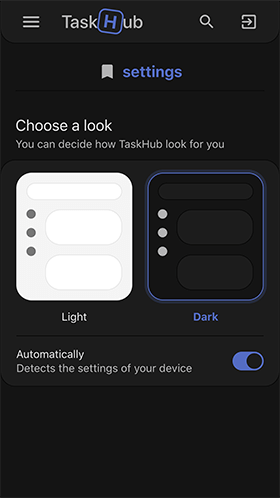 TaskHub
settings
Choose a look
You can decide how TaskHub look for you
Light
Dark
Automatically
Detects the settings of your device